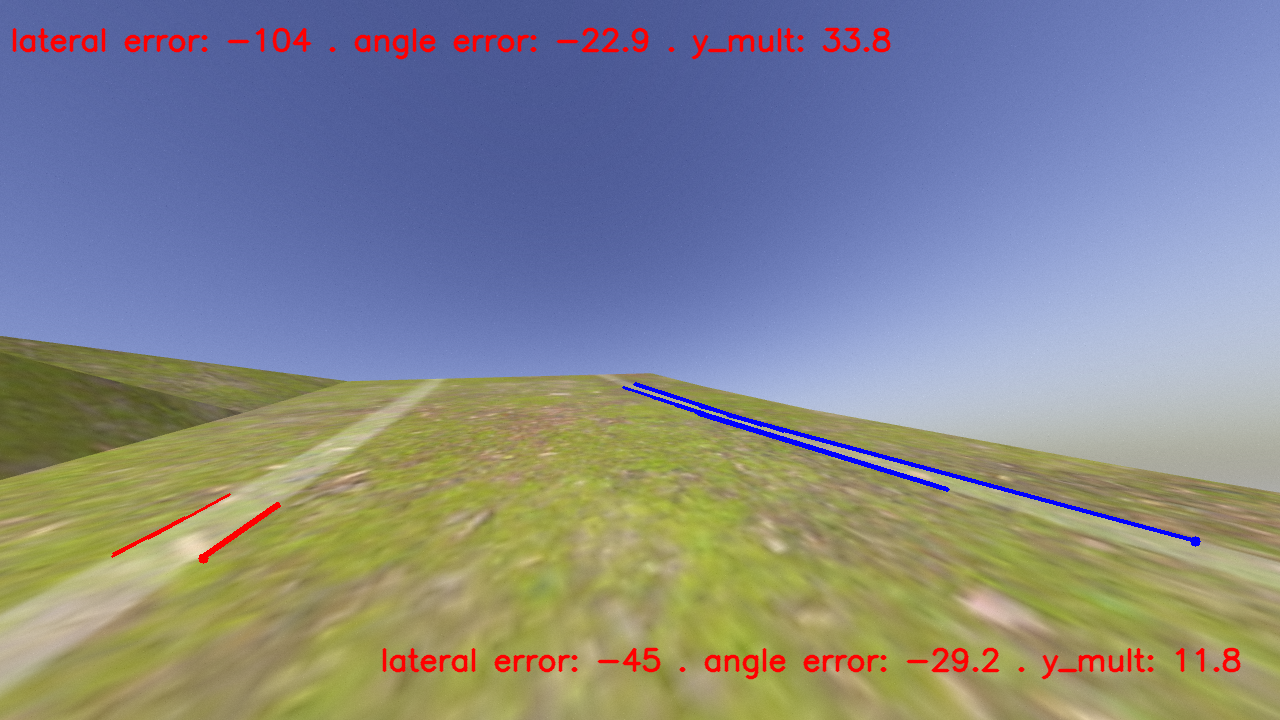 lateral error: -104 . angle error: -22.9 . y_mult: 33.8
lateral error: -45 . angle error: -29.2 . y_mult: 11.8